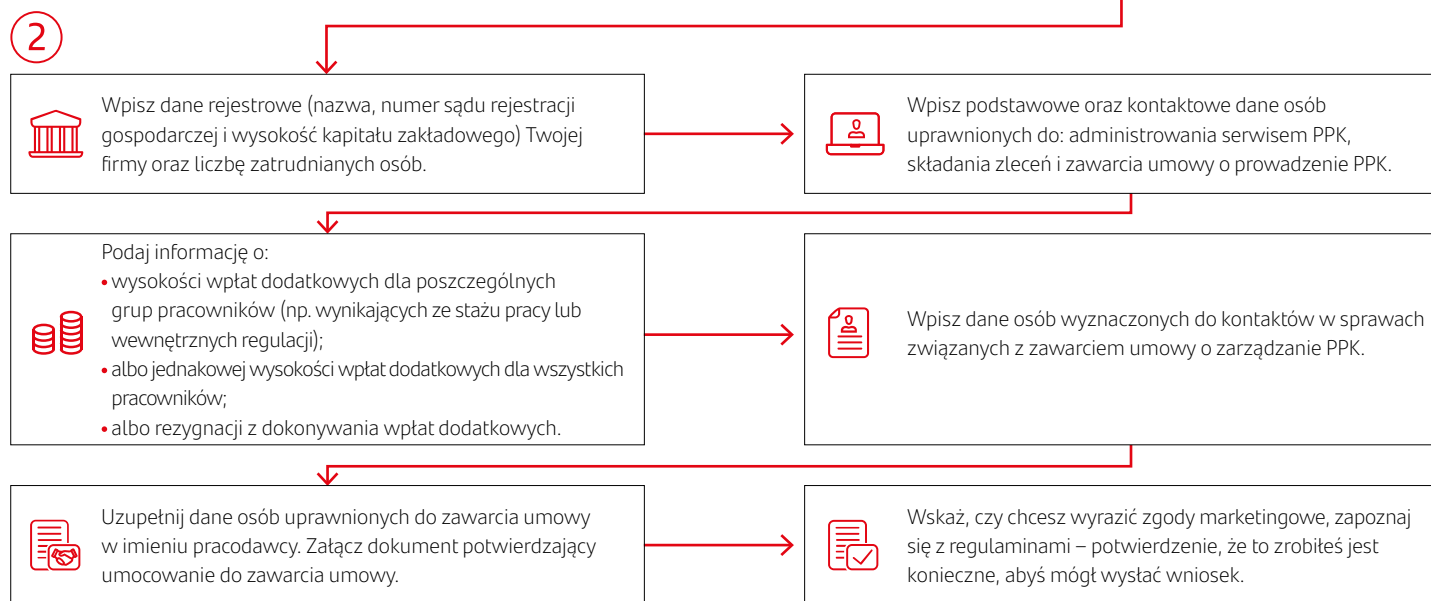 2
Wpisz dane rejestrowe (nazwa, numer sądu rejestracji
gospodarczej i wysokość kapitału zakładowego) Twojej
firmy oraz liczbę zatrudnianych osób.
Wpisz podstawowe oraz kontaktowe dane osób
uprawnionych do: administrowania serwisem PPK,
składania zleceń i zawarcia umowy o prowadzenie PPK.
Podaj informację o:
• wysokości wpłat dodatkowych dla poszczególnych
grup pracowników (np. wynikających ze stażu pracy lub
wewnętrznych regulacji);
• albo jednakowej wysokości wpłat dodatkowych dla wszystkich
pracowników;
• albo rezygnacji z dokonywania wpłat dodatkowych.
Wpisz dane osób wyznaczonych do kontaktów w sprawach
związanych z zawarciem umowy o zarządzanie PPK.
Uzupełnij dane osób uprawnionych do zawarcia umowy
w imieniu pracodawcy. Załącz dokument potwierdzający
umocowanie do zawarcia umowy.
Wskaż, czy chcesz wyrazić zgody marketingowe, zapoznaj
się z regulaminami – potwierdzenie, że to zrobiłeś jest
konieczne, abyś mógł wysłać wniosek.